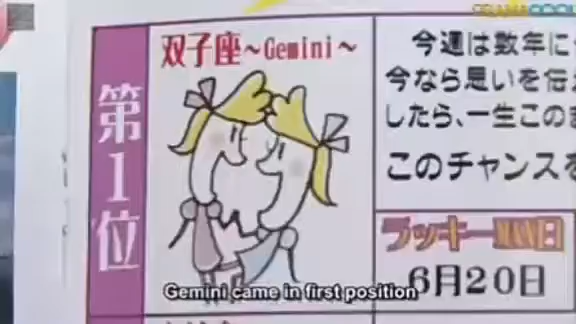 双子座～Gemini～
第1位
今週は数年に
今なら思いを伝え
したら、一生このま
このチャンスを
ラッキー
6月20日
Gemini came in first position